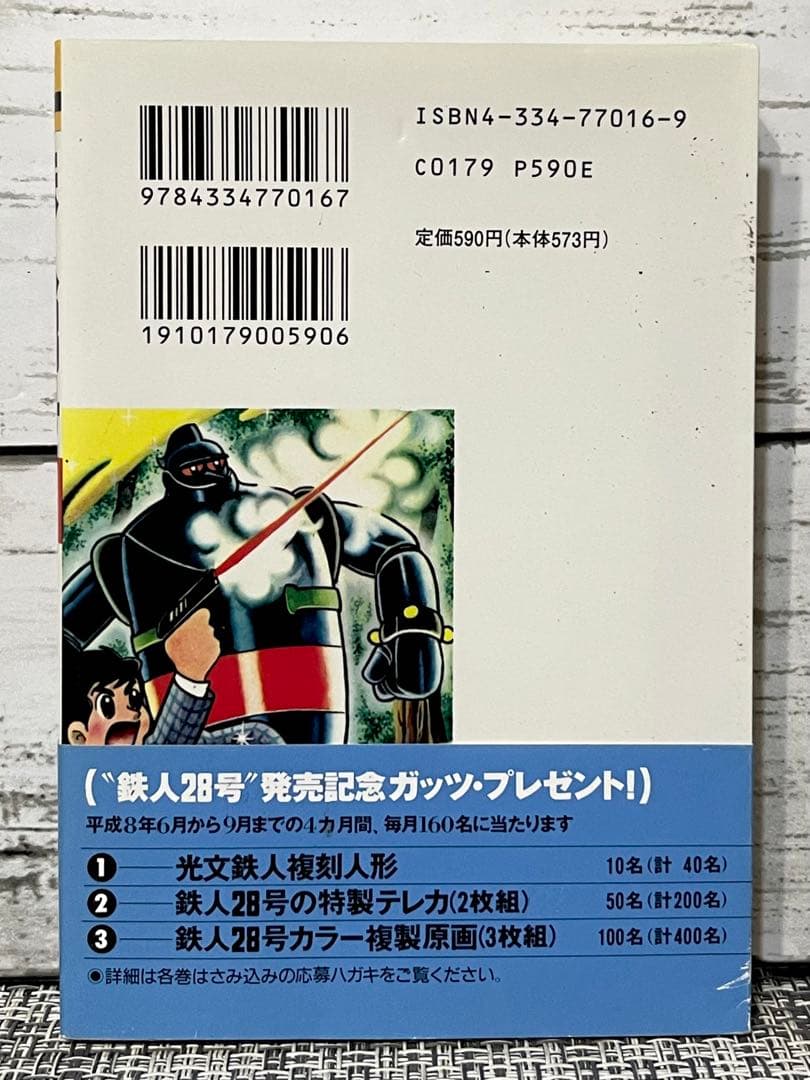 ISBN4-334-77016-9
C0179 P590E
定価590円(本体573円)
9784334770167
1910179005906
("鉄人28号"発売記念ガッツ・プレゼント!)
平成8年6月から9月までの4カ月間、毎月160名に当たります
❶──光文鉄人複刻人形 10名(計 40名)
❷──鉄人28号の特製テレカ(2枚組) 50名(計200名)
❸──鉄人28号カラー複製原画(3枚組) 100名(計400名)
◉詳細は各巻はさみ込みの応募ハガキをご覧ください。